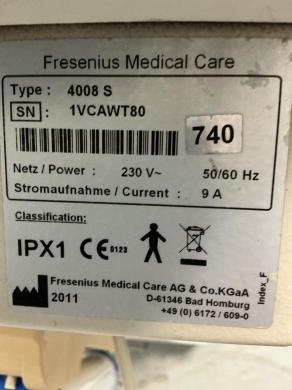 Fresenius Medical Care
Type : 4008 S
SN : 1VCAWT80
740
Netz / Power : 230 V~ 50/60 Hz
Stromaufnahme / Current : 9 A
Classification:
IPX1 CE 0123
Fresenius Medical Care AG & Co.KGaA
2011 D-61346 Bad Homburg
+49 (0) 6172 / 609-0
Index_F